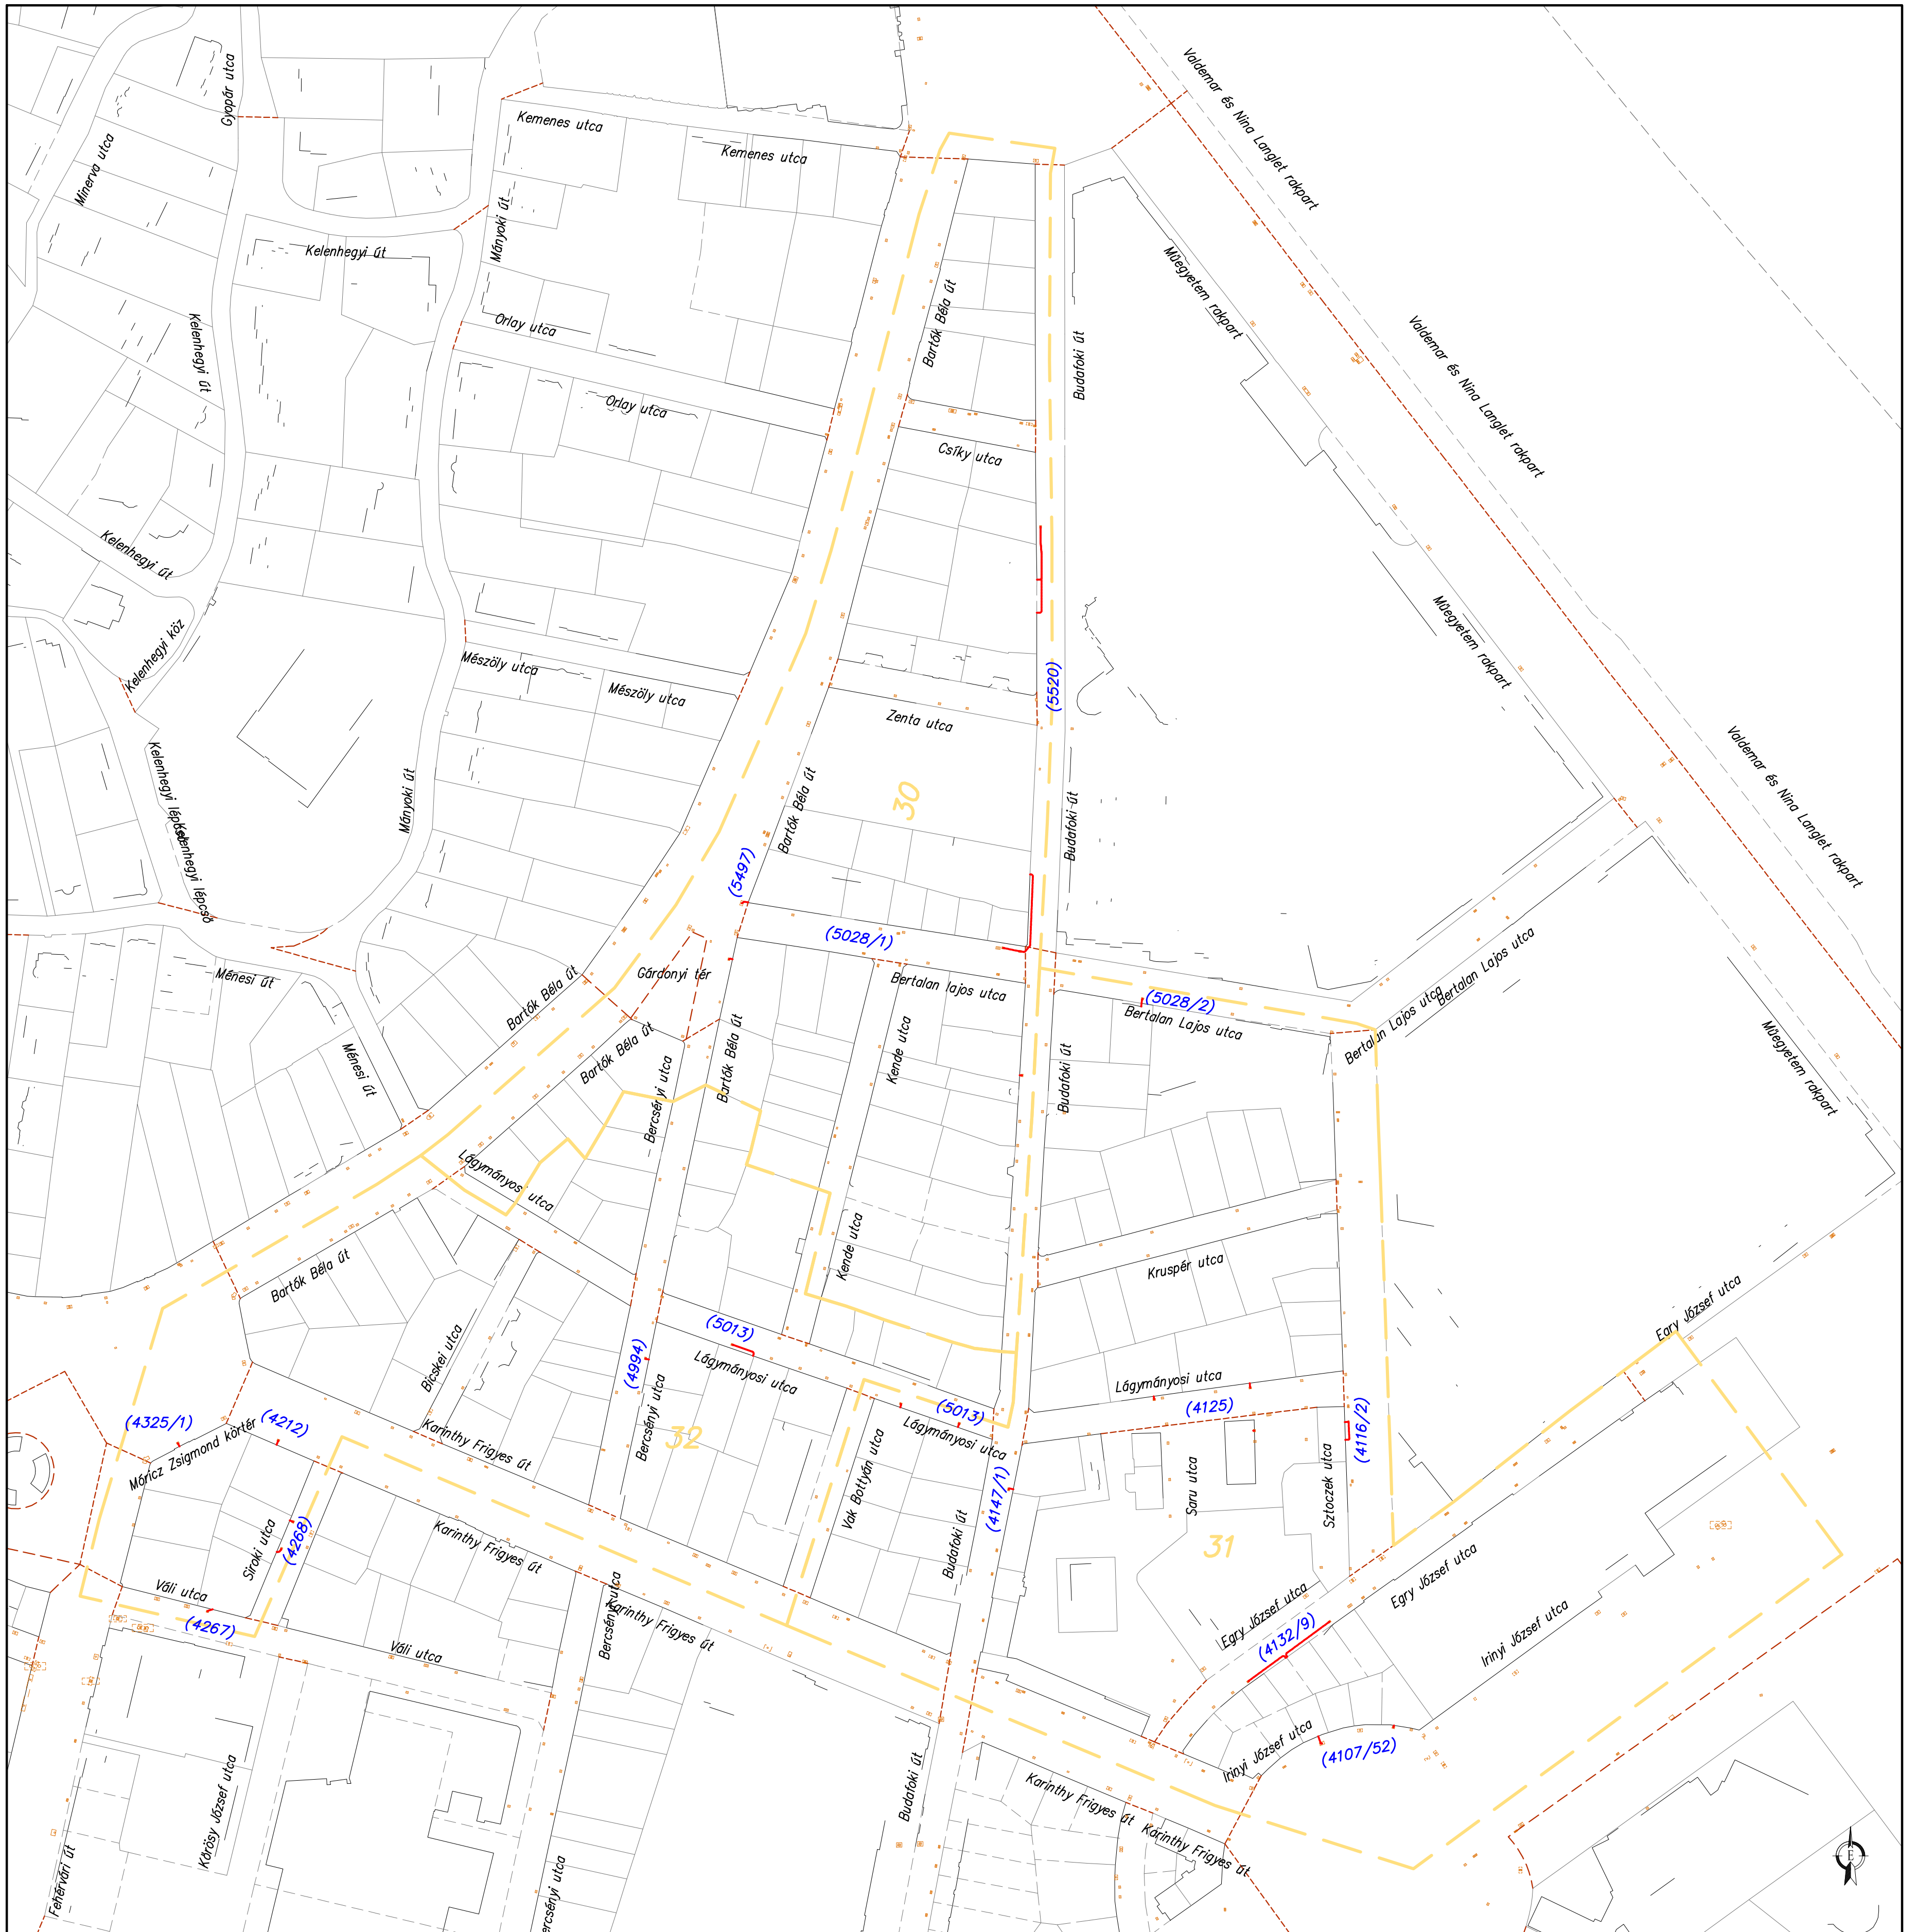 Gyopár utca
Minerva utca
Kemenes utca
Kemenes utca
Valdemar és Nina Langlet rakpart
Mányoki út
Kelenhegyi út
Műegyetem rakpart
Kelenhegyi út
Orlay utca
Bartók Béla út
Budafoki út
Valdemar és Nina Langlet rakpart
Orlay utca
Csíky utca
Kelenhegyi út
Kelenhegyi köz
Mészöly utca
Mészöly utca
(5520)
Műegyetem rakpart
Zenta utca
Kelenhegyi lépcső
Kelenhegyi lépcső
Mányoki út
Bartók Béla út
30
Budafoki út
Valdemar és Nina Langlet rakpart
(5497)
(5028/1)
Ménesi út
Gárdonyi tér
Bartók Béla út
Bertalan lajos utca
(5028/2)
Bertalan Lajos utca
Bertalan Lajos utca
Bertalan Lajos utca
Ménesi út
Bartók Béla út
Bercsényi utca
Bartók Béla út
Kende utca
Budafoki út
Műegyetem rakpart
Lágymányosi utca
Bartók Béla út
Kende utca
Kruspér utca
Egry József utca
Bicskei utca
(4994)
(5013)
Lágymányosi utca
Lágymányosi utca
(4125)
(4325/1)
(4212)
Móricz Zsigmond körtér
Karinthy Frigyes út
Bercsényi utca
32
Vak Bottyán utca
(5013)
Lágymányosi utca
(4147/1)
Saru utca
Sztoczek utca
(4116/2)
Siroki utca
(4268)
Karinthy Frigyes út
Budafoki út
31
Váli utca
(4267)
Váli utca
Bercsényi utca
Karinthy Frigyes út
Egry József utca
(4132/9)
Egry József utca
Irinyi József utca
Irinyi József utca
(4107/52)
Kőrösy József utca
Fehérvári út
Bercsényi utca
Budafoki út
Karinthy Frigyes út
Karinthy Frigyes út
É